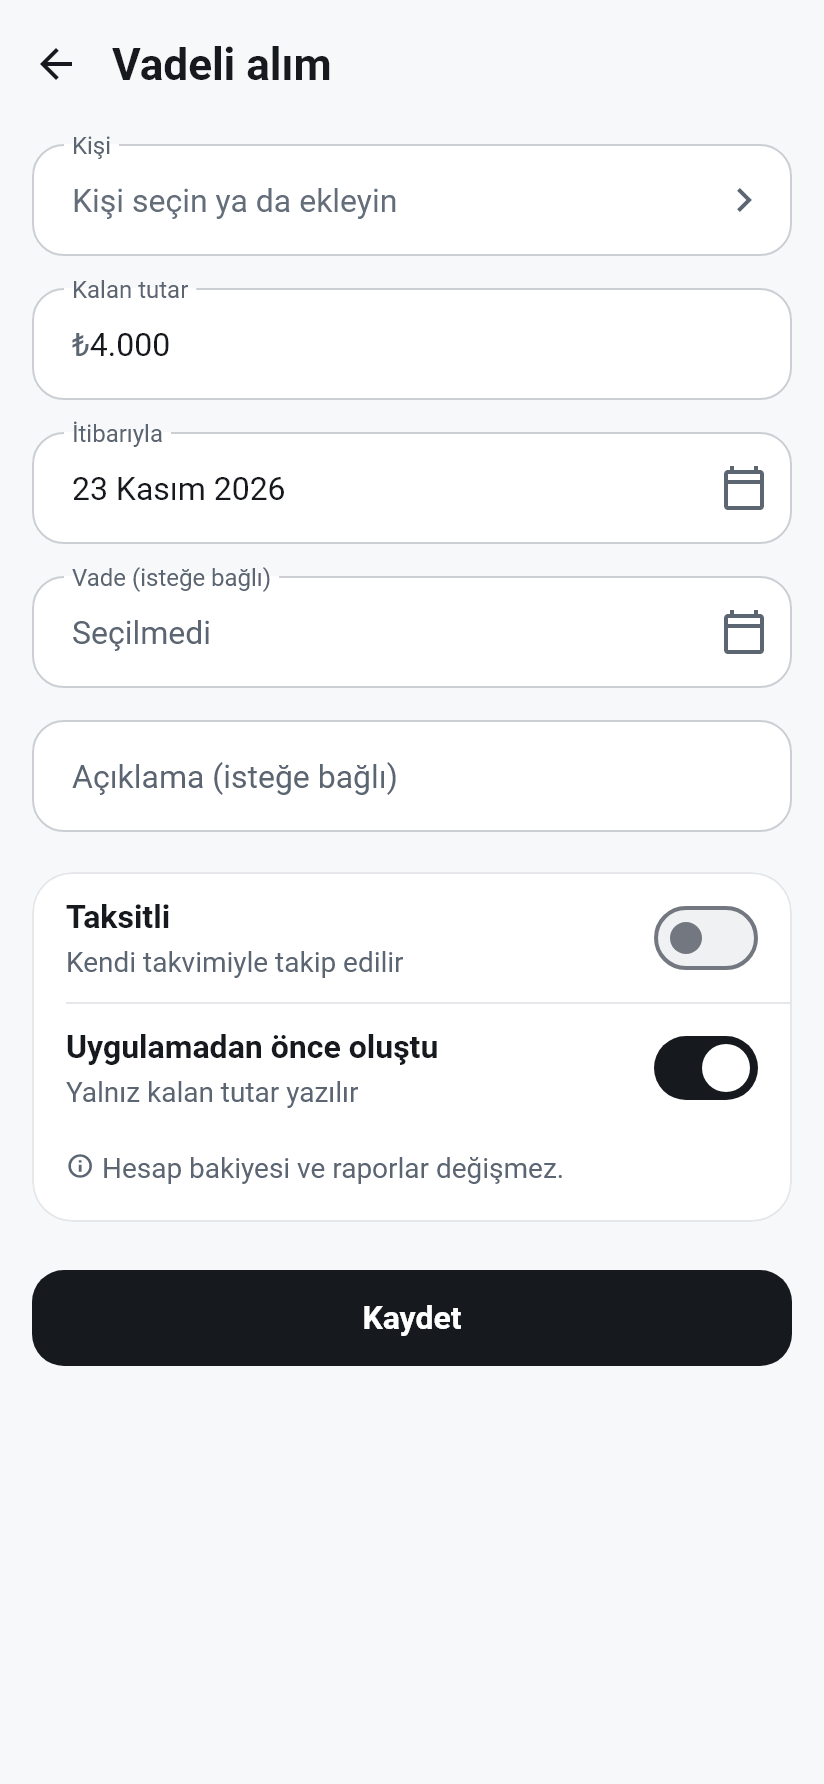 Vadeli alım
Kişi
Kişi seçin ya da ekleyin
Kalan tutar
₺4.000
İtibarıyla
23 Kasım 2026
Vade (isteğe bağlı)
Seçilmedi
Açıklama (isteğe bağlı)
Taksitli
Kendi takvimiyle takip edilir
Uygulamadan önce oluştu
Yalnız kalan tutar yazılır
Hesap bakiyesi ve raporlar değişmez.
Kaydet